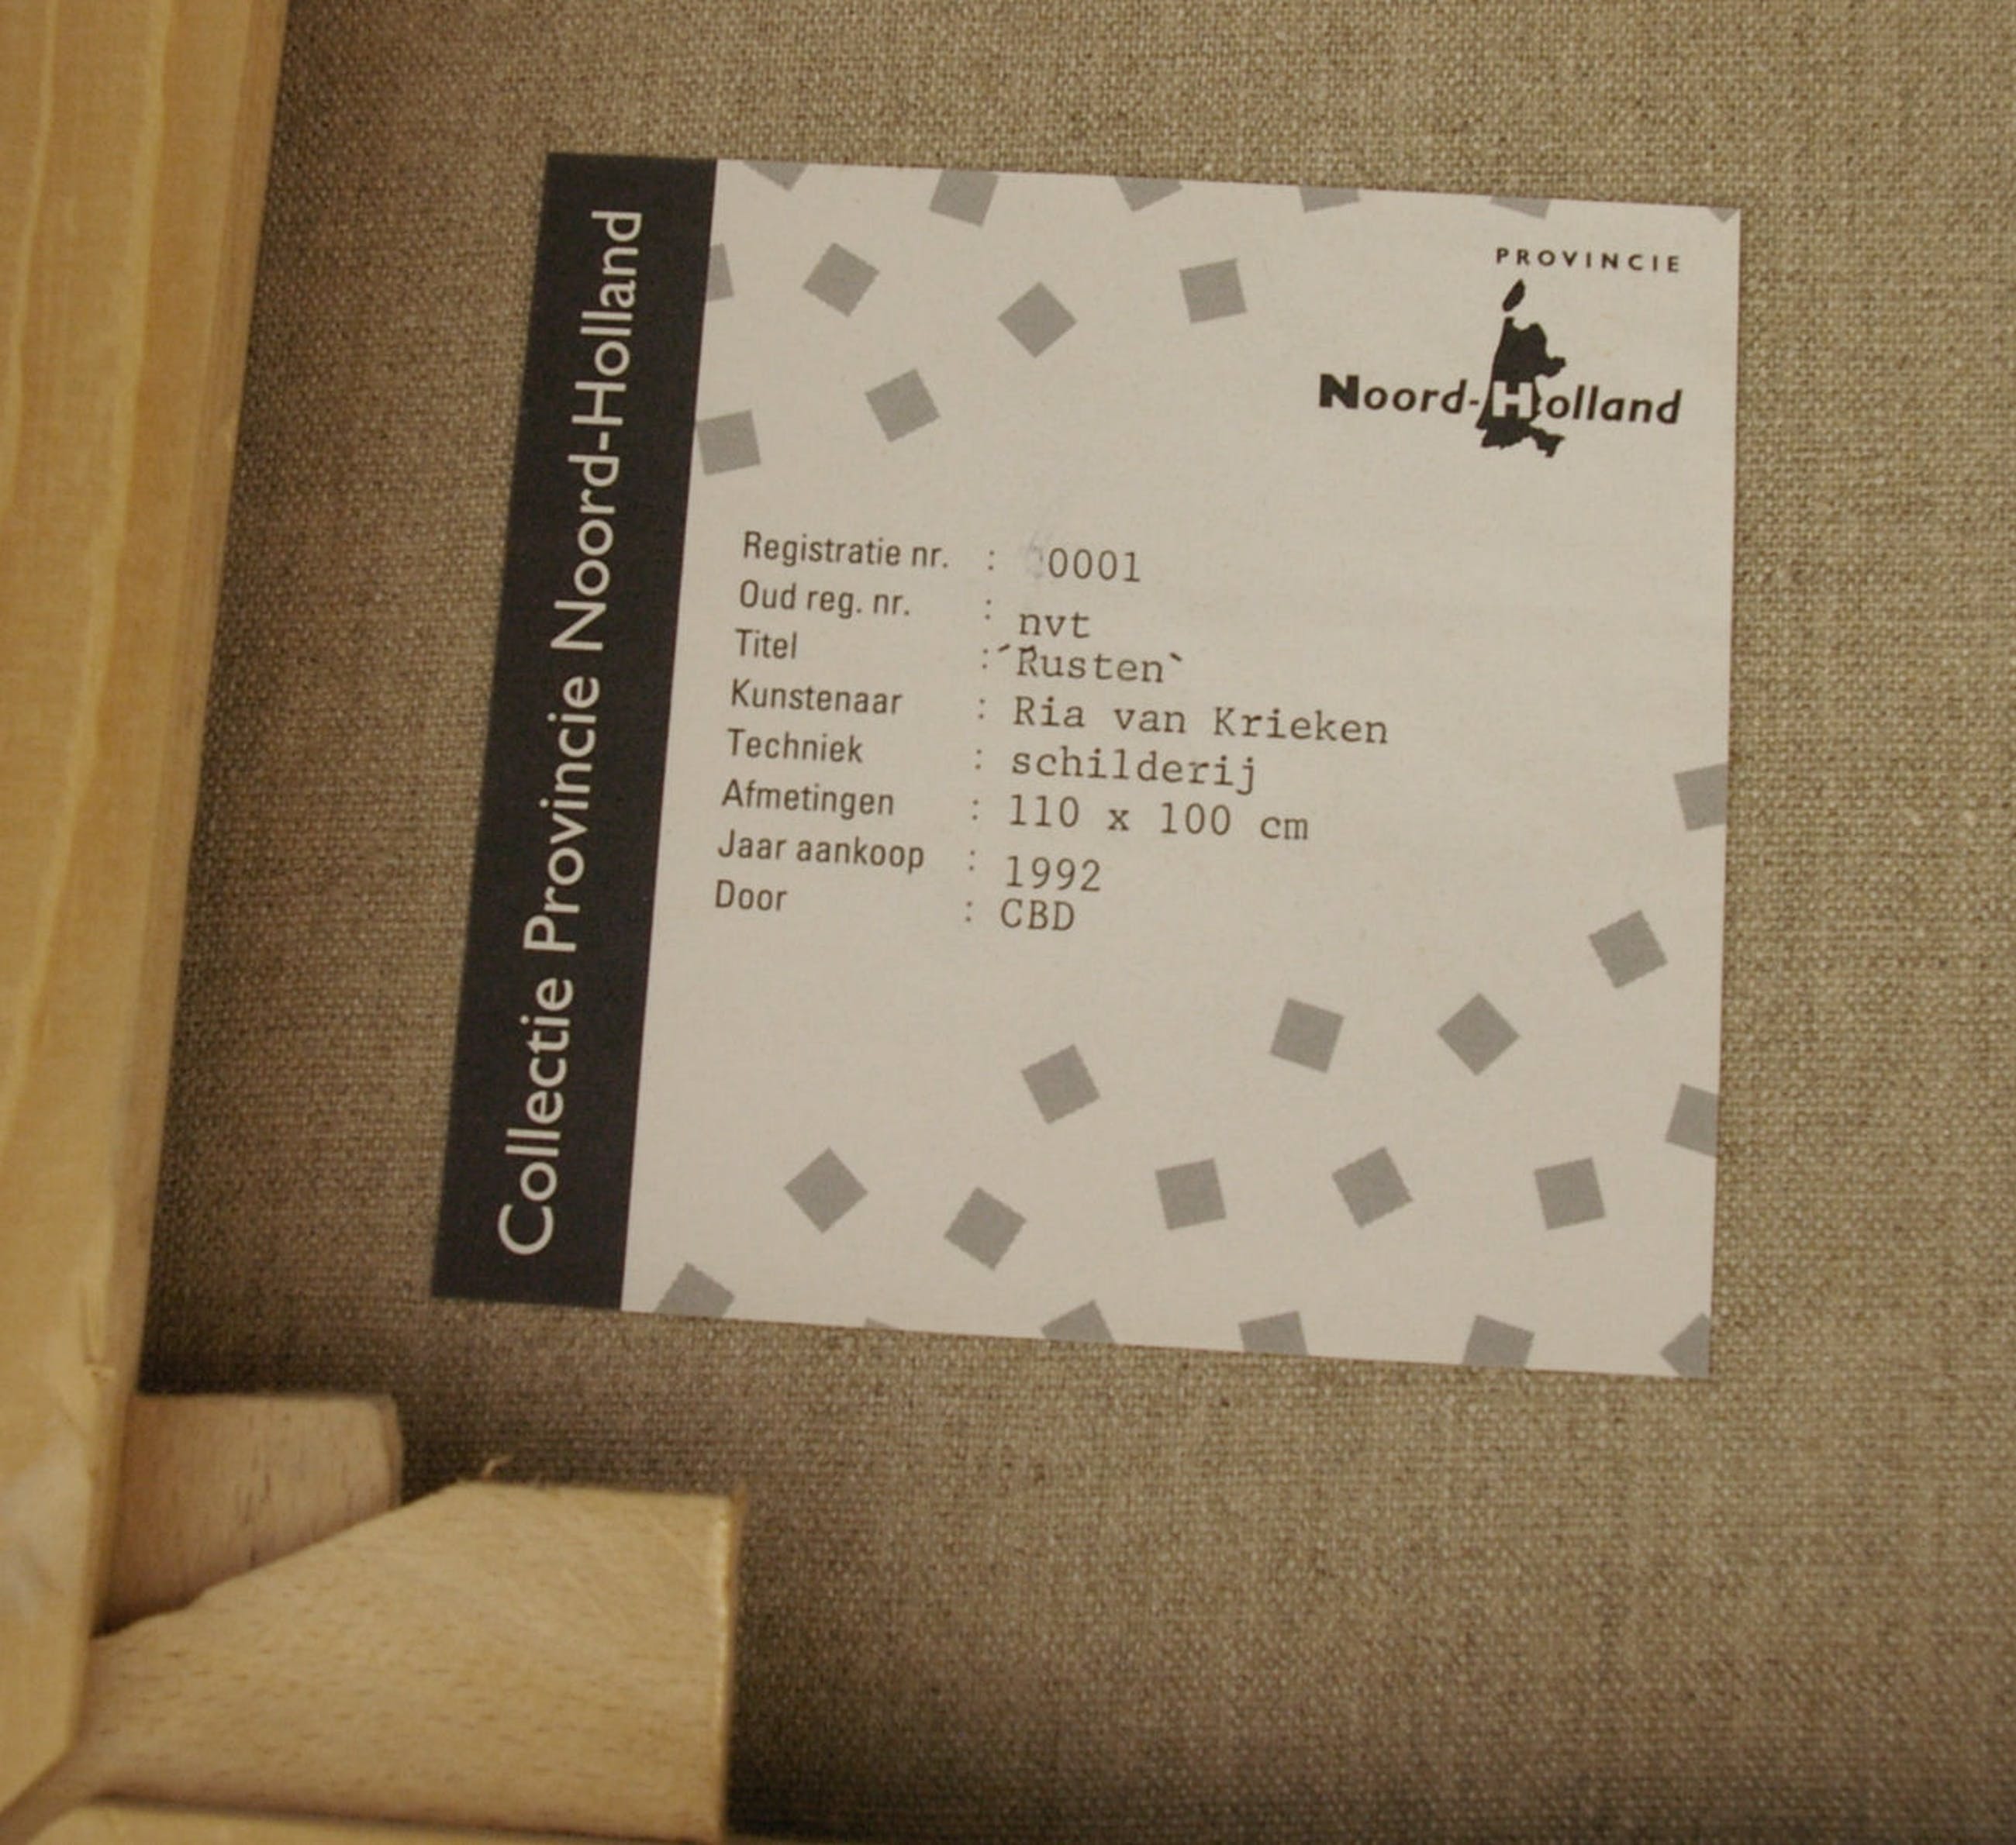 Collectie Provincie Noord-Holland
PROVINCIE
Noord-Holland
Registratie nr. : 0001
Oud reg. nr. : nvt
Titel :´Rusten`
Kunstenaar : Ria van Krieken
Techniek : schilderij
Afmetingen : 110 x 100 cm
Jaar aankoop : 1992
Door : CBD